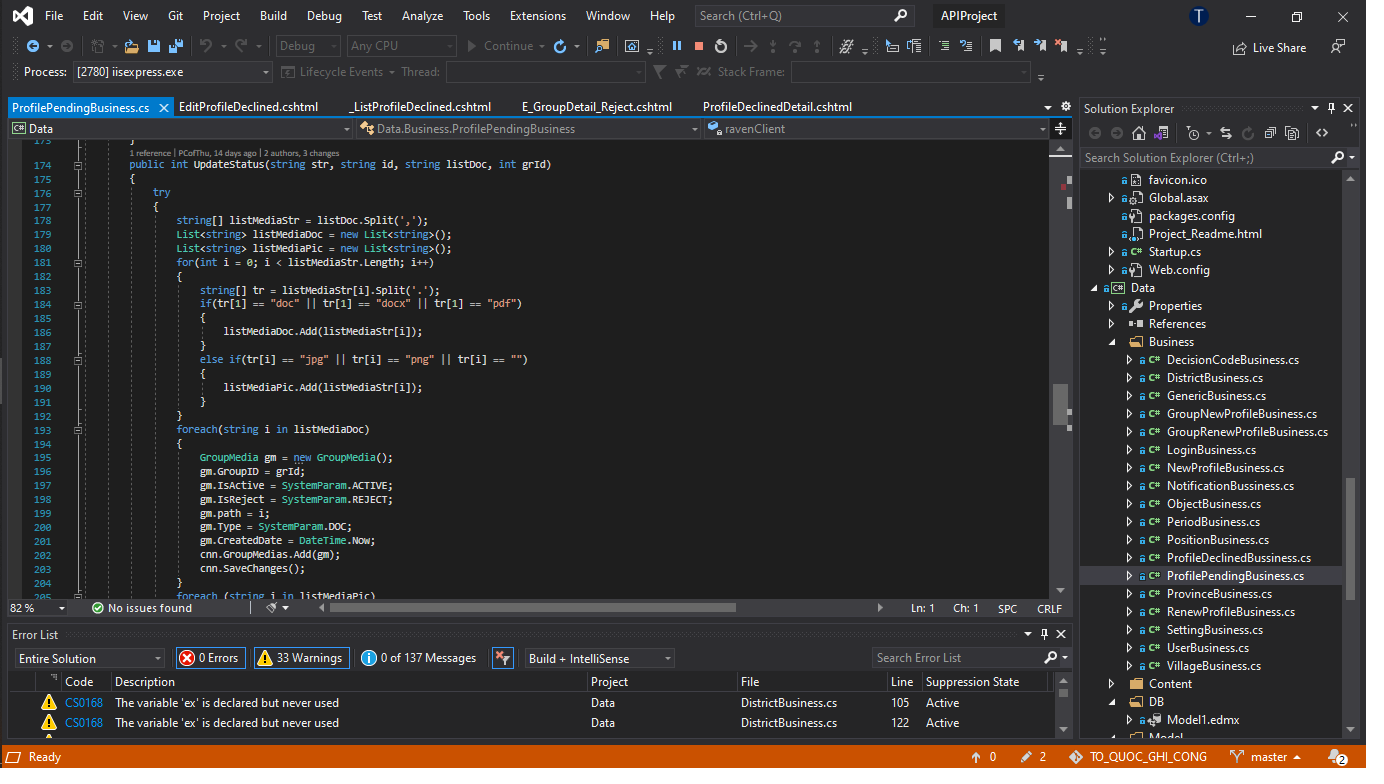 File Edit View Git Project Build Debug Test Analyze Tools Extensions Window Help Search (Ctrl+Q) APIProject T
Debug Any CPU Continue Live Share
Process: [2780] iisexpress.exe Lifecycle Events Thread: Stack Frame:
ProfilePendingBusiness.cs EditProfileDeclined.cshtml _ListProfileDeclined.cshtml E_GroupDetail_Reject.cshtml ProfileDeclinedDetail.cshtml
Data Data.Business.ProfilePendingBusiness ravenClient
173 }
1 reference | PCofThu, 14 days ago | 2 authors, 3 changes
174 public int UpdateStatus(string str, string id, string listDoc, int grId)
175 {
176 try
177 {
178 string[] listMediaStr = listDoc.Split(',');
179 List<string> listMediaDoc = new List<string>();
180 List<string> listMediaPic = new List<string>();
181 for(int i = 0; i < listMediaStr.Length; i++)
182 {
183 string[] tr = listMediaStr[i].Split('.');
184 if(tr[1] == "doc" || tr[1] == "docx" || tr[1] == "pdf")
185 {
186 listMediaDoc.Add(listMediaStr[i]);
187 }
188 else if(tr[i] == "jpg" || tr[i] == "png" || tr[i] == "")
189 {
190 listMediaPic.Add(listMediaStr[i]);
191 }
192 }
193 foreach(string i in listMediaDoc)
194 {
195 GroupMedia gm = new GroupMedia();
196 gm.GroupID = grId;
197 gm.IsActive = SystemParam.ACTIVE;
198 gm.IsReject = SystemParam.REJECT;
199 gm.path = i;
200 gm.Type = SystemParam.DOC;
201 gm.CreatedDate = DateTime.Now;
202 cnn.GroupMedias.Add(gm);
203 cnn.SaveChanges();
204 }
205 foreach (string i in listMediaPic)
82 % No issues found Ln: 1 Ch: 1 SPC CRLF
Error List
Entire Solution 0 Errors 33 Warnings 0 of 137 Messages Build + IntelliSense Search Error List
Code Description Project File Line Suppression State
CS0168 The variable 'ex' is declared but never used Data DistrictBusiness.cs 105 Active
CS0168 The variable 'ex' is declared but never used Data DistrictBusiness.cs 122 Active
Solution Explorer
Search Solution Explorer (Ctrl+;)
favicon.ico
Global.asax
packages.config
Project_Readme.html
C# Startup.cs
Web.config
C# Data
Properties
References
Business
C# DecisionCodeBusiness.cs
C# DistrictBusiness.cs
C# GenericBusiness.cs
C# GroupNewProfileBusiness.cs
C# GroupRenewProfileBusiness.cs
C# LoginBusiness.cs
C# NewProfileBusiness.cs
C# NotificationBussiness.cs
C# ObjectBusiness.cs
C# PeriodBusiness.cs
C# PositionBusiness.cs
C# ProfileDeclinedBussiness.cs
C# ProfilePendingBusiness.cs
C# ProvinceBusiness.cs
C# RenewProfileBusiness.cs
C# SettingBusiness.cs
C# UserBusiness.cs
C# VillageBusiness.cs
Content
DB
Model1.edmx
Model
Ready 0 2 TO_QUOC_GHI_CONG master 2